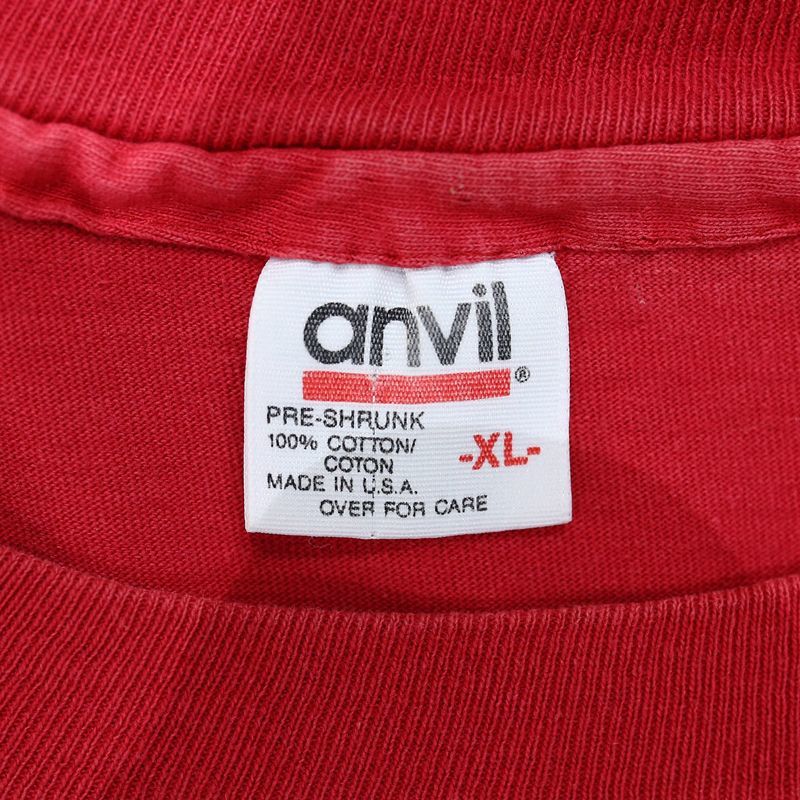 anvil
®
PRE-SHRUNK
100% COTTON/
COTON
-XL-
MADE IN U.S.A.
OVER FOR CARE